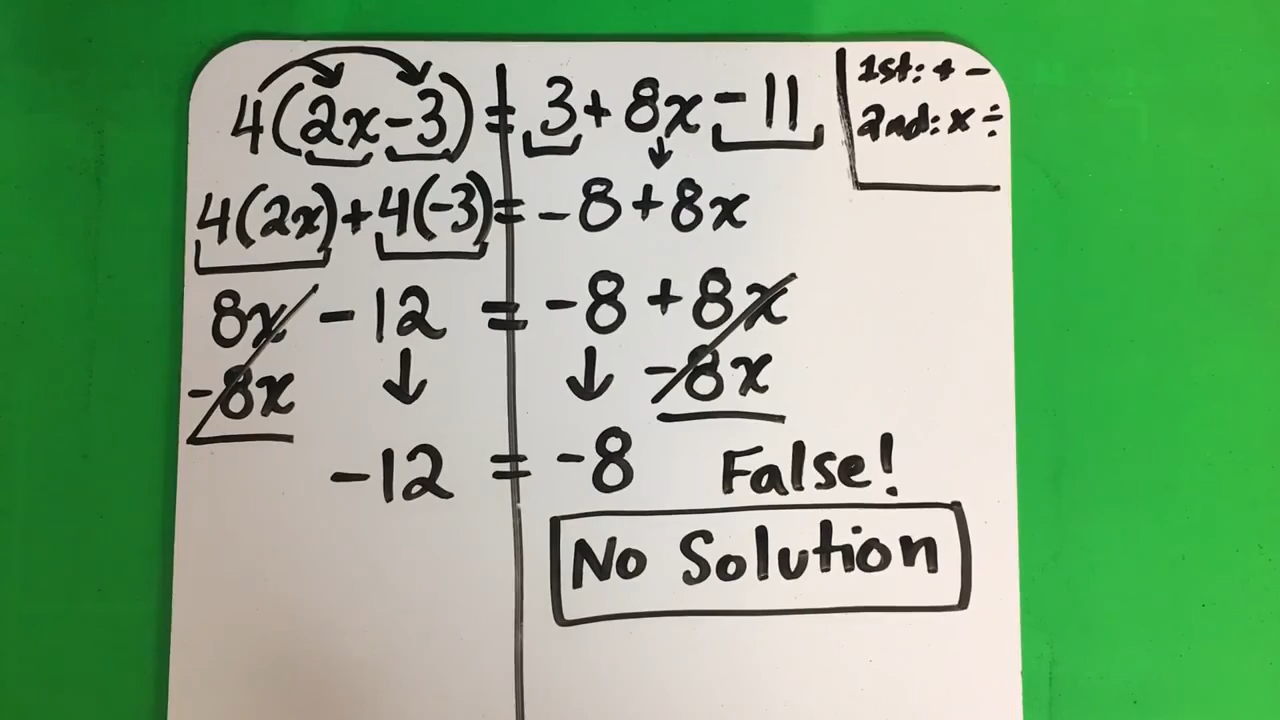 4(2x-3) = 3 + 8x - 11
1st: + -
2nd: x ÷
4(2x) + 4(-3) = -8 + 8x
8x - 12 = -8 + 8x
-8x -8x
-12 = -8 False!
No Solution